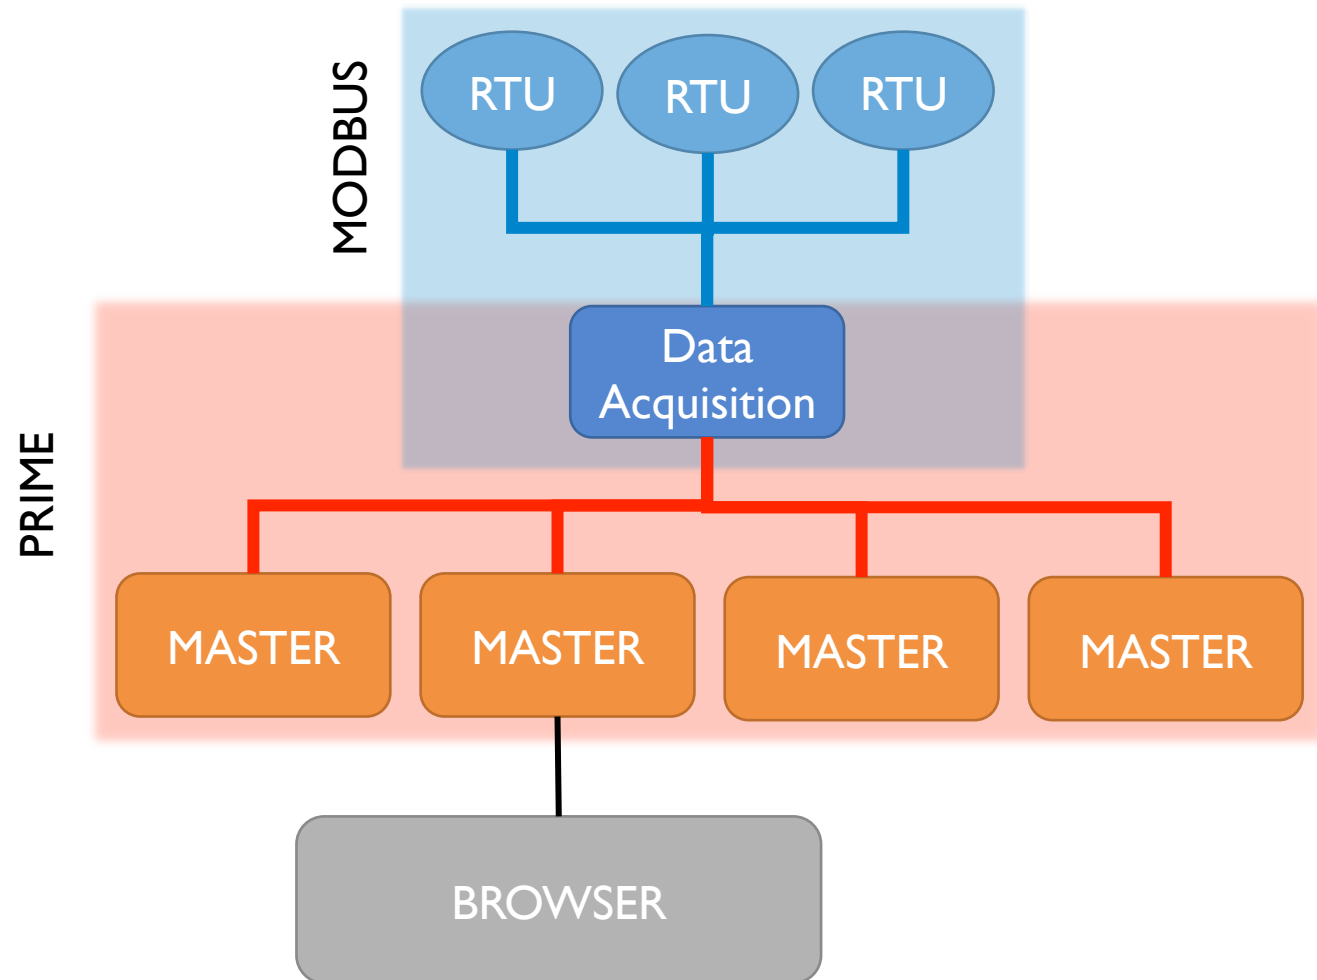 MODBUS
RTU
RTU
RTU
Data
Acquisition
PRIME
MASTER
MASTER
MASTER
MASTER
BROWSER